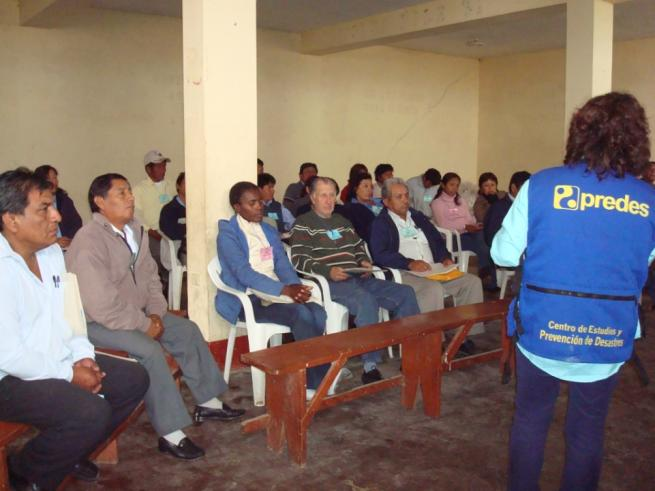 predes
Centro de Estudios y
Prevención de Desastres